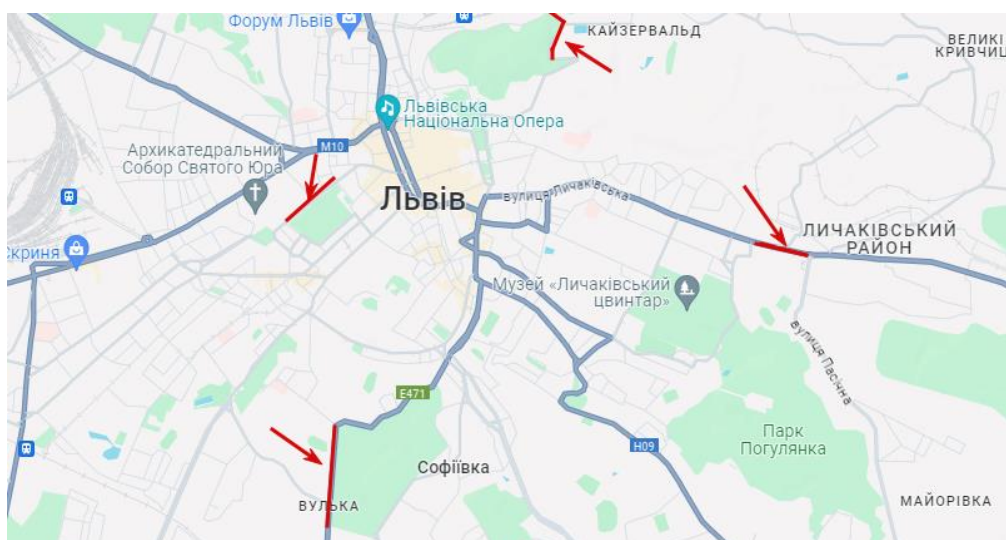 Форум Львів
КАЙЗЕРВАЛЬД
ВЕЛИКІ
КРИВЧИЦ
Львівська
Національна Опера
M10
Архикатедральний
Собор Святого Юра
Львів
вулиця Личаківська
ЛИЧАКІВСЬКИЙ
РАЙОН
Скриня
Музей «Личаківський
цвинтар»
вулиця Пасічна
E471
Парк
Погулянка
H09
Софіївка
ВУЛЬКА
МАЙОРІВКА